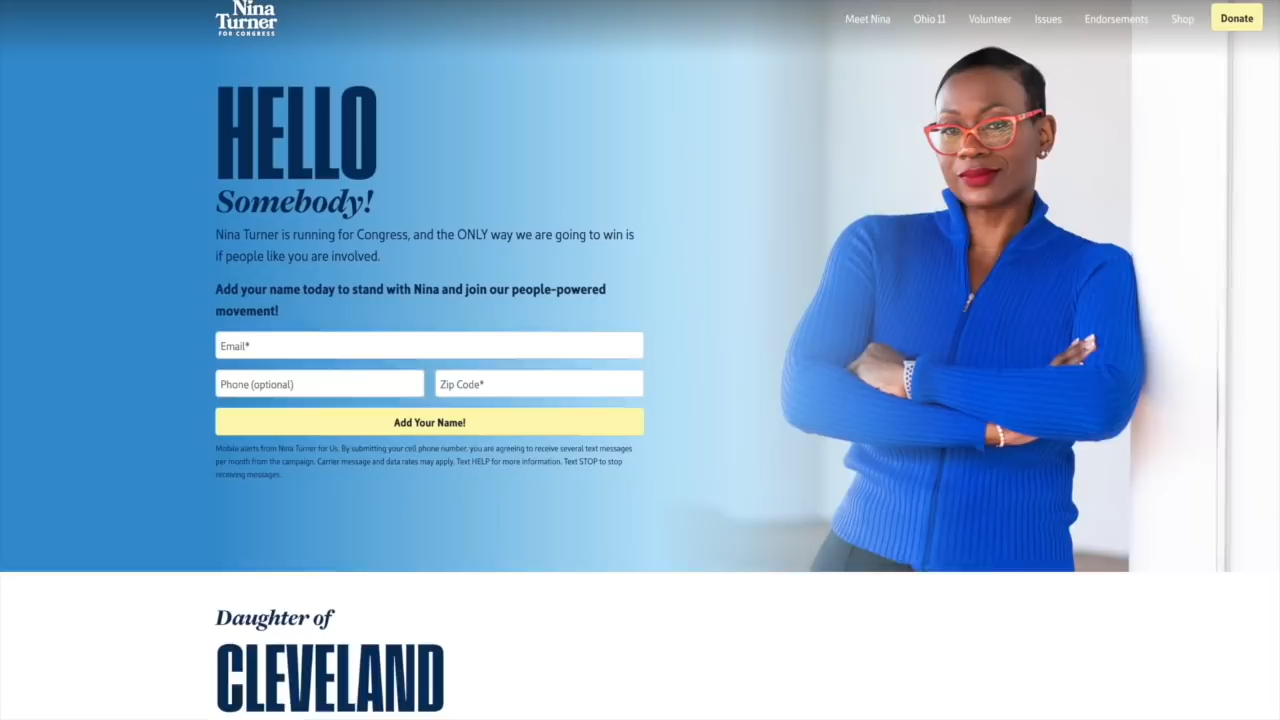 Nina
Turner
FOR CONGRESS
Meet Nina
Ohio 11
Volunteer
Issues
Endorsements
Shop
Donate
HELLO
Somebody!
Nina Turner is running for Congress, and the ONLY way we are going to win is
if people like you are involved.
Add your name today to stand with Nina and join our people-powered
movement!
Email*
Phone (optional)
Zip Code*
Add Your Name!
Mobile alerts from Nina Turner for Us. By submitting your cell phone number, you are agreeing to receive several text messages
per month from the campaign. Carrier message and data rates may apply. Text HELP for more information. Text STOP to stop
receiving messages.
Daughter of
CLEVELAND